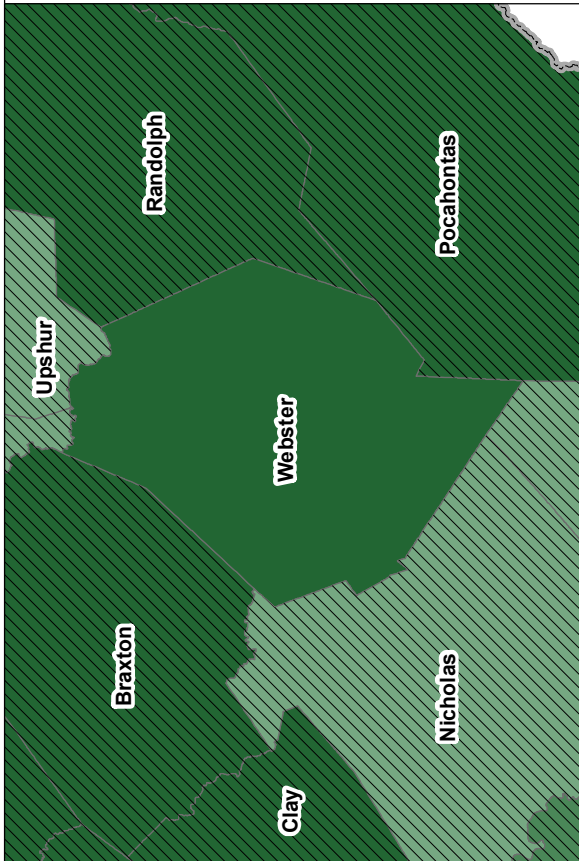 Upshur
Braxton
Randolph
Clay
Webster
Nicholas
Pocahontas